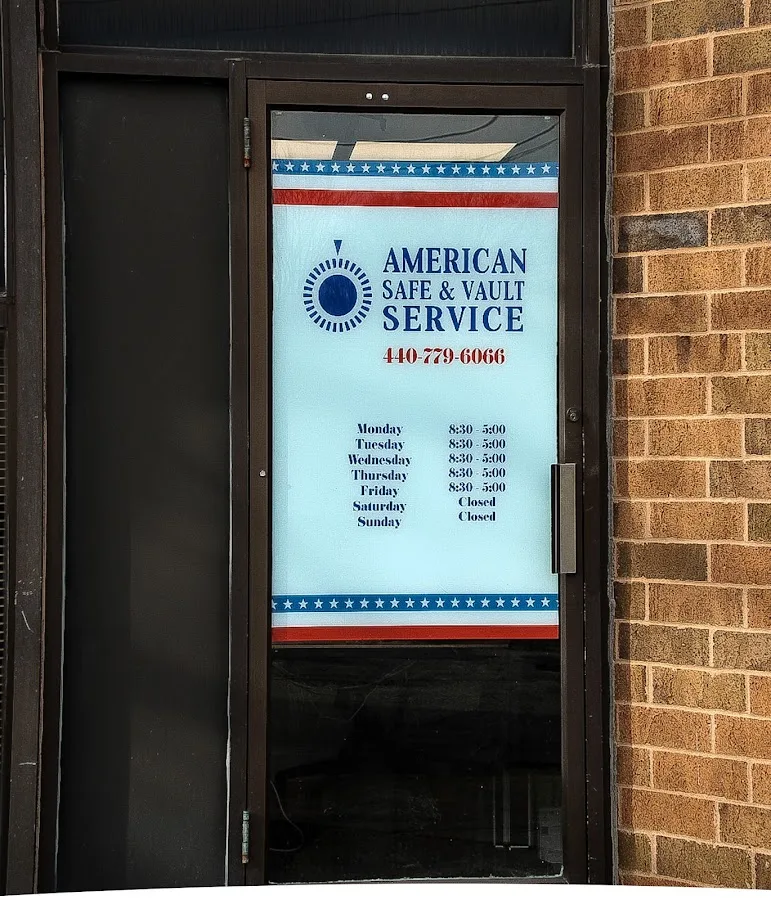 AMERICAN
SAFE & VAULT
SERVICE
440-779-6066
Monday 8:30 - 5:00
Tuesday 8:30 - 5:00
Wednesday 8:30 - 5:00
Thursday 8:30 - 5:00
Friday 8:30 - 5:00
Saturday Closed
Sunday Closed